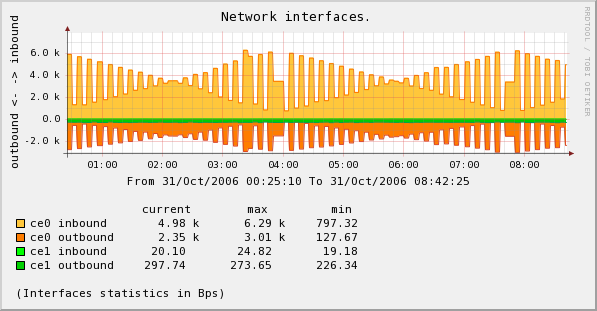 Network interfaces.
RRDTOOL / TOBI OETIKER
outbound <- -> inbound
6.0 k
4.0 k
2.0 k
0.0
-2.0 k
01:00 02:00 03:00 04:00 05:00 06:00 07:00 08:00
From 31/Oct/2006 00:25:10 To 31/Oct/2006 08:42:25
current max min
ce0 inbound 4.98 k 6.29 k 797.32
ce0 outbound 2.35 k 3.01 k 127.67
ce1 inbound 20.10 24.82 19.18
ce1 outbound 297.74 273.65 226.34
(Interfaces statistics in Bps)